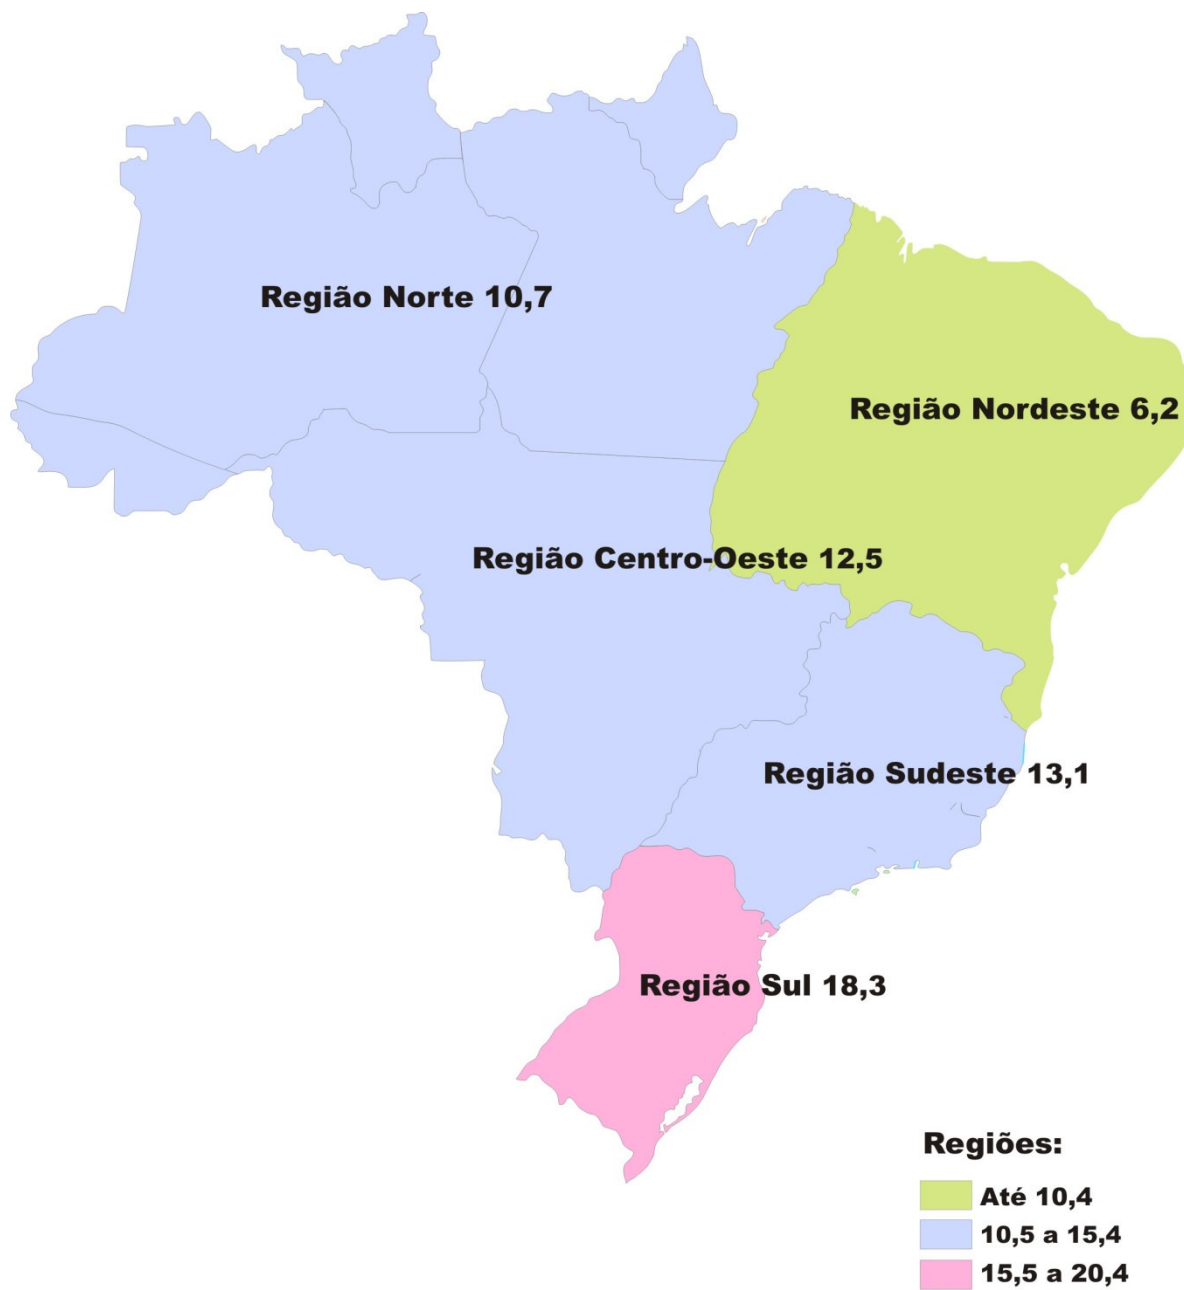 Região Norte 10,7
Região Nordeste 6,2
Região Centro-Oeste 12,5
Região Sudeste 13,1
Região Sul 18,3
Regiões:
Até 10,4
10,5 a 15,4
15,5 a 20,4